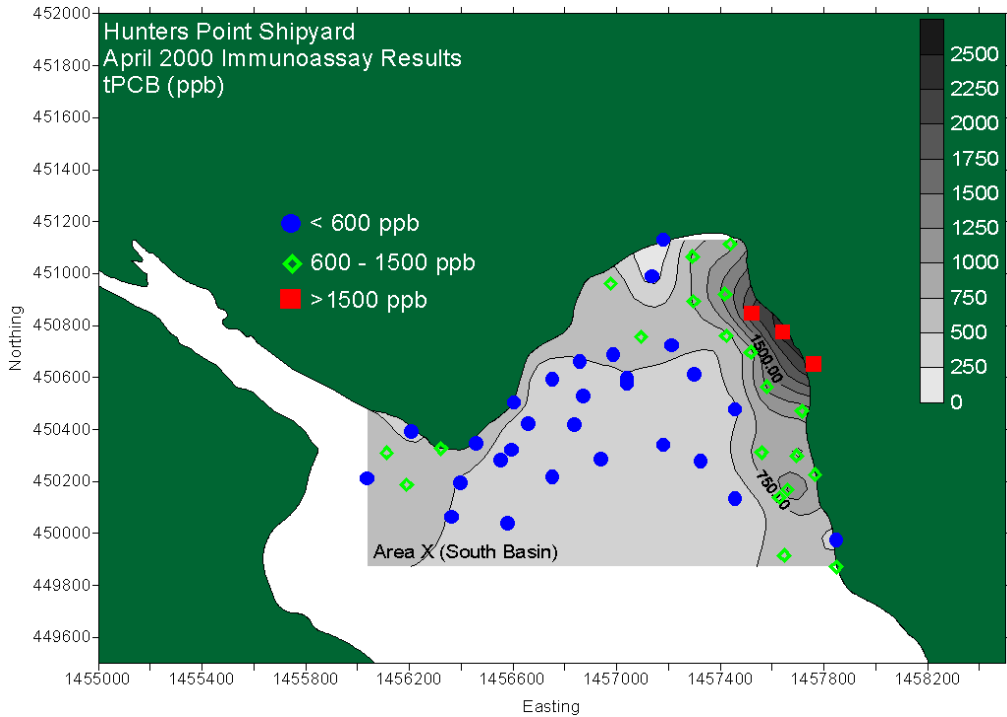 Hunters Point Shipyard
April 2000 Immunoassay Results
tPCB (ppb)
< 600 ppb
600 - 1500 ppb
>1500 ppb
2500
2250
2000
1750
1500
1250
1000
750
500
250
0
1500.00
750.00
Area X (South Basin)
Northing
452000
451800
451600
451400
451200
451000
450800
450600
450400
450200
450000
449800
449600
1455000 1455400 1455800 1456200 1456600 1457000 1457400 1457800 1458200
Easting